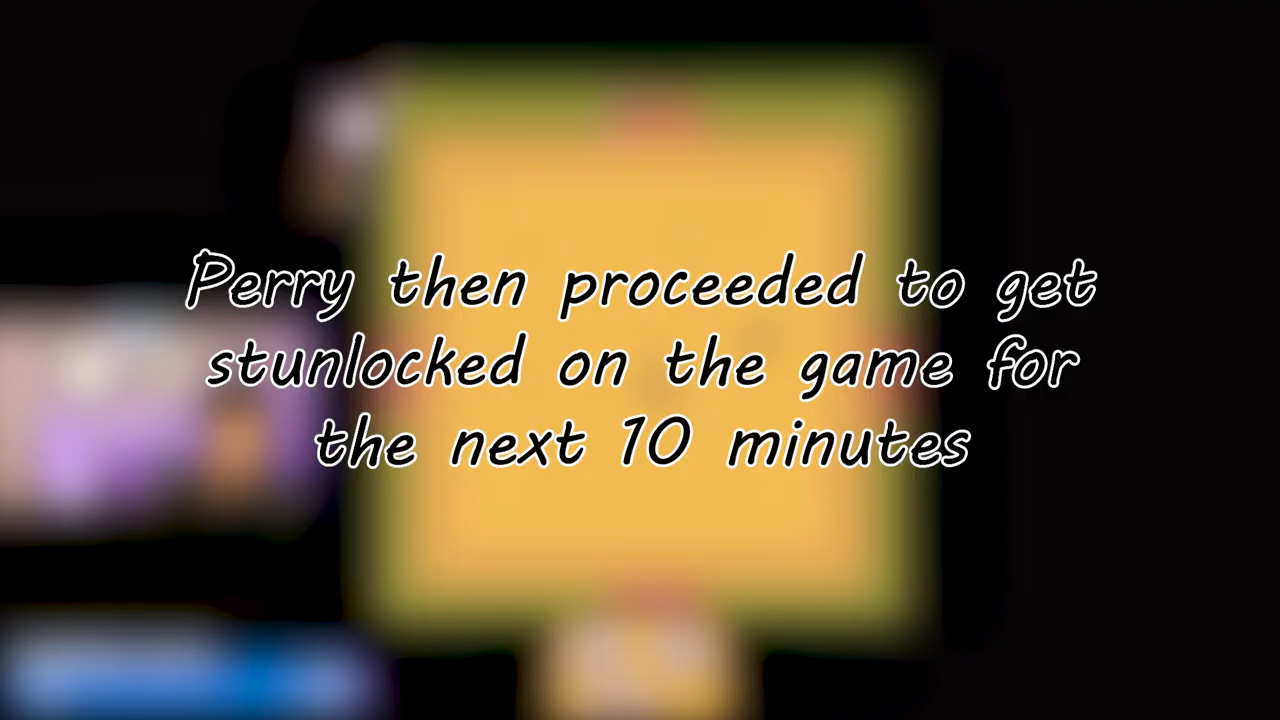 Perry then proceeded to get
stunlocked on the game for
the next 10 minutes